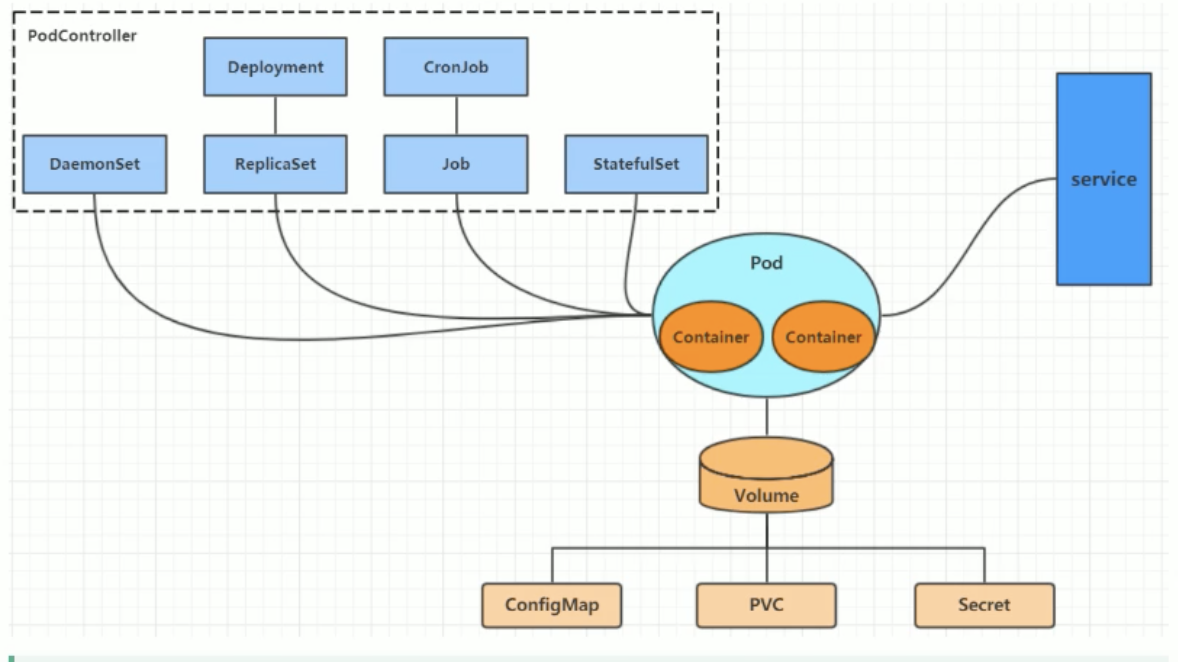 PodController
Deployment
CronJob
DaemonSet
ReplicaSet
Job
StatefulSet
service
Pod
Container
Container
Volume
ConfigMap
PVC
Secret